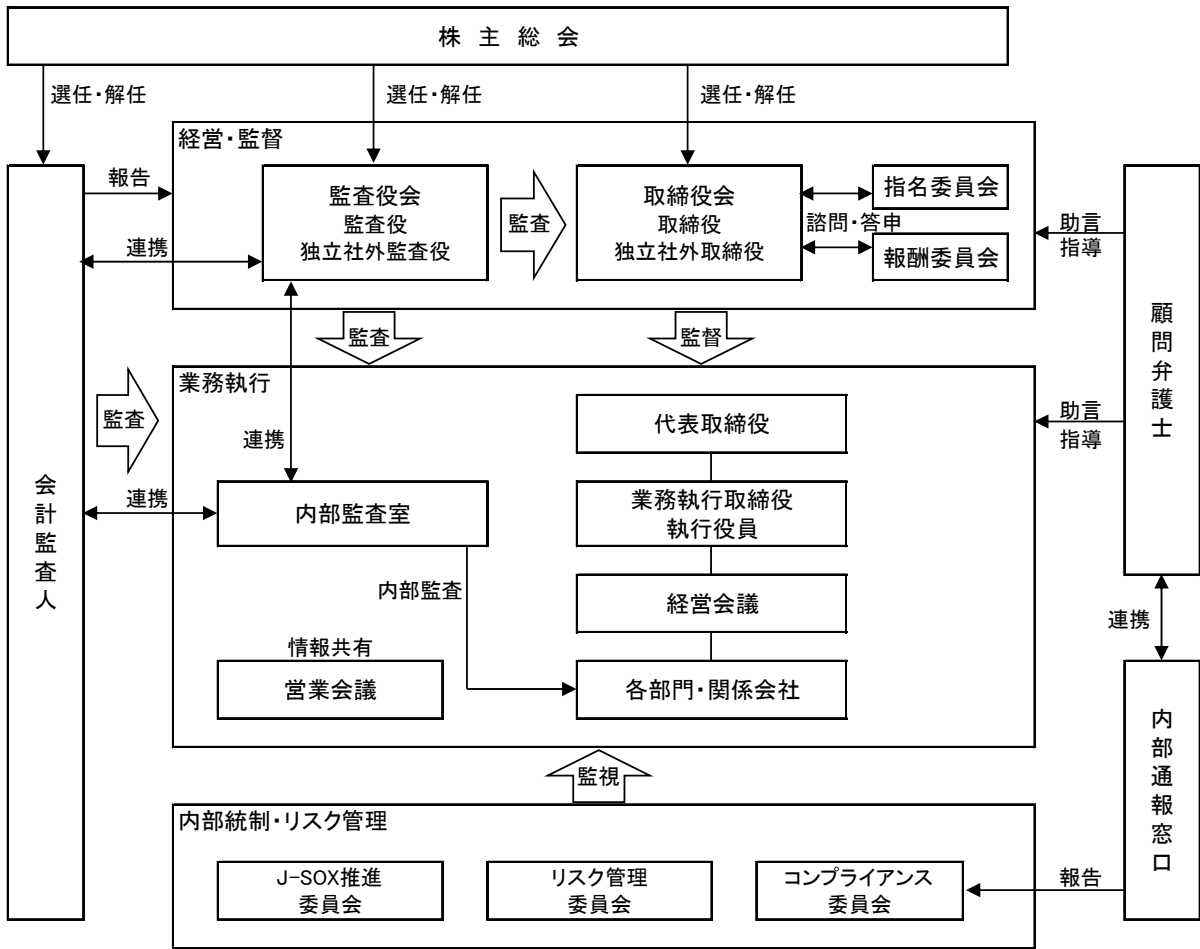 株主総会
選任・解任
選任・解任
選任・解任
経営・監督
報告
監査役会
監査役
独立社外監査役
監査
取締役会
取締役
独立社外取締役
諮問・答申
指名委員会
報酬委員会
連携
助言
指導
顧問弁護士
監査
監督
業務執行
監査
連携
代表取締役
助言
指導
会計監査人
連携
内部監査室
業務執行取締役
執行役員
内部監査
経営会議
連携
情報共有
営業会議
各部門・関係会社
内部通報窓口
監視
内部統制・リスク管理
J-SOX推進
委員会
リスク管理
委員会
コンプライアンス
委員会
報告